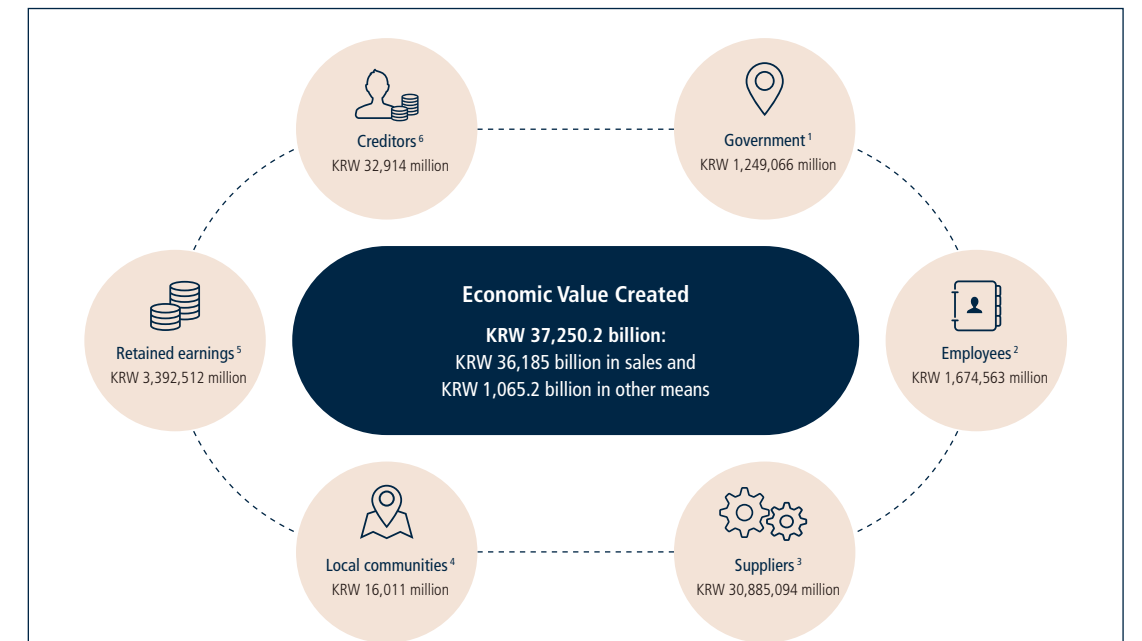 Creditors 6
KRW 32,914 million
Government 1
KRW 1,249,066 million
Economic Value Created
KRW 37,250.2 billion:
KRW 36,185 billion in sales and
KRW 1,065.2 billion in other means
Retained earnings 5
KRW 3,392,512 million
Employees 2
KRW 1,674,563 million
Local communities 4
KRW 16,011 million
Suppliers 3
KRW 30,885,094 million